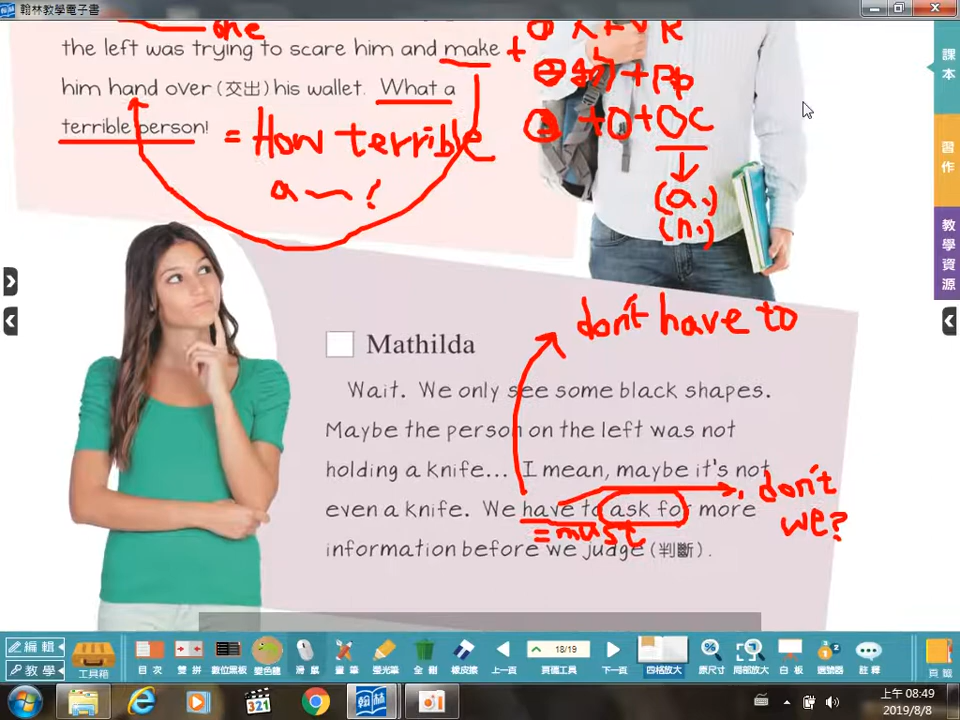 翰林教學電子書
one
the left was trying to scare him and make +
him hand over (交出) his wallet. What a
terrible person! = How terrible
a ~ !
+ O + OC
(a.)
(n.)
don't have to
Mathilda
Wait. We only see some black shapes.
Maybe the person on the left was not
holding a knife... I mean, maybe it's not
even a knife. We have to ask for more
don't
we?
= must
information before we judge (判斷).
課本
習作
教學資源
編輯
教學
工具箱
目次
雙拼
數位黑板
變色龍
滑鼠
畫筆
螢光筆
全刪
橡皮擦
上一頁
18/19
頁碼工具
下一頁
四格放大
原尺寸
局部放大
白板
選號器
註釋
頁籤
321
翰林
上午 08:49
2019/8/8